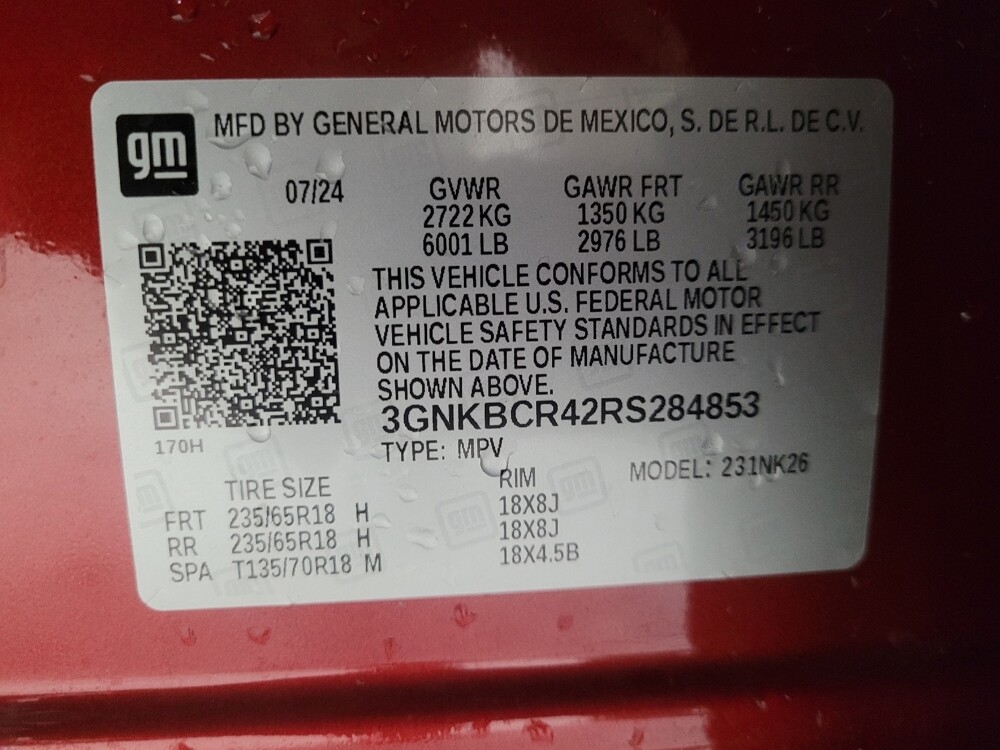 gm
MFD BY GENERAL MOTORS DE MEXICO, S. DE R.L. DE C.V.
07/24 GVWR GAWR FRT GAWR RR
2722 KG 1350 KG 1450 KG
6001 LB 2976 LB 3196 LB
THIS VEHICLE CONFORMS TO ALL
APPLICABLE U.S. FEDERAL MOTOR
VEHICLE SAFETY STANDARDS IN EFFECT
ON THE DATE OF MANUFACTURE
SHOWN ABOVE.
3GNKBCR42RS284853
170H
TYPE: MPV
MODEL: 231NK26
TIRE SIZE RIM
FRT 235/65R18 H 18X8J
RR 235/65R18 H 18X8J
SPA T135/70R18 M 18X4.5B